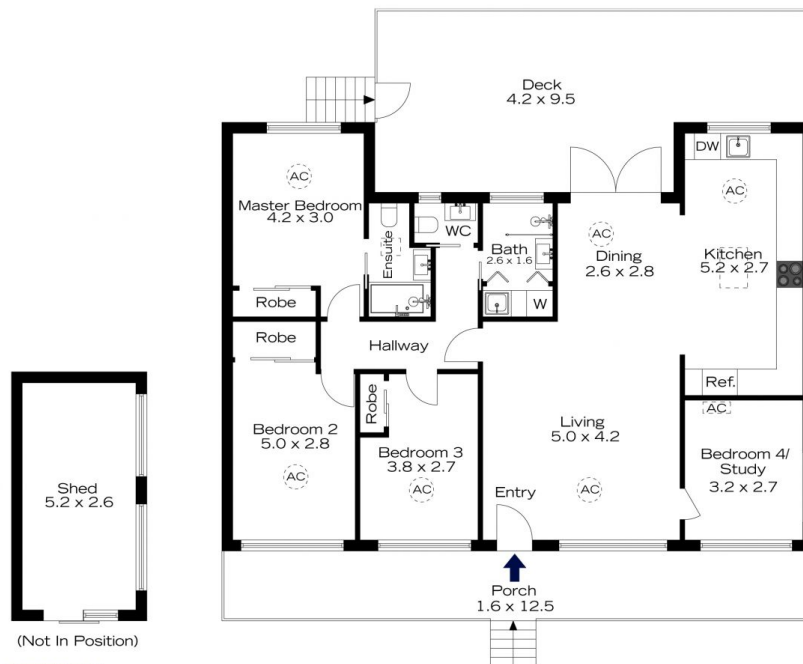 Deck
4.2 x 9.5
AC
Master Bedroom
4.2 x 3.0
Robe
Ensuite
WC
Bath
2.6 x 1.6
W
AC
Dining
2.6 x 2.8
DW
AC
Kitchen
5.2 x 2.7
Ref.
Robe
Hallway
Bedroom 2
5.0 x 2.8
AC
Robe
Bedroom 3
3.8 x 2.7
AC
Living
5.0 x 4.2
AC
Entry
AC
Bedroom 4/
Study
3.2 x 2.7
Porch
1.6 x 12.5
Shed
5.2 x 2.6
(Not In Position)